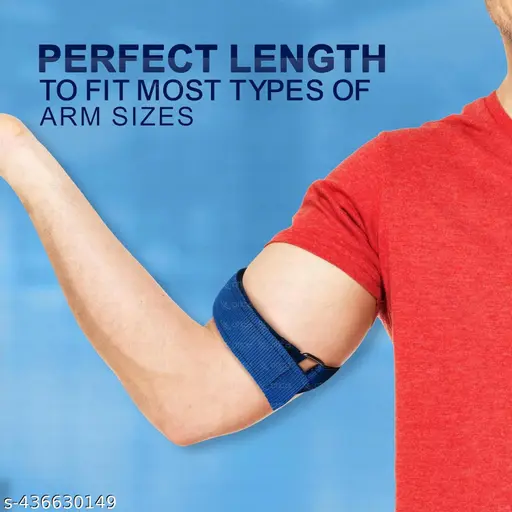 PERFECT LENGTH
TO FIT MOST TYPES OF
ARM SIZES
s-436630149